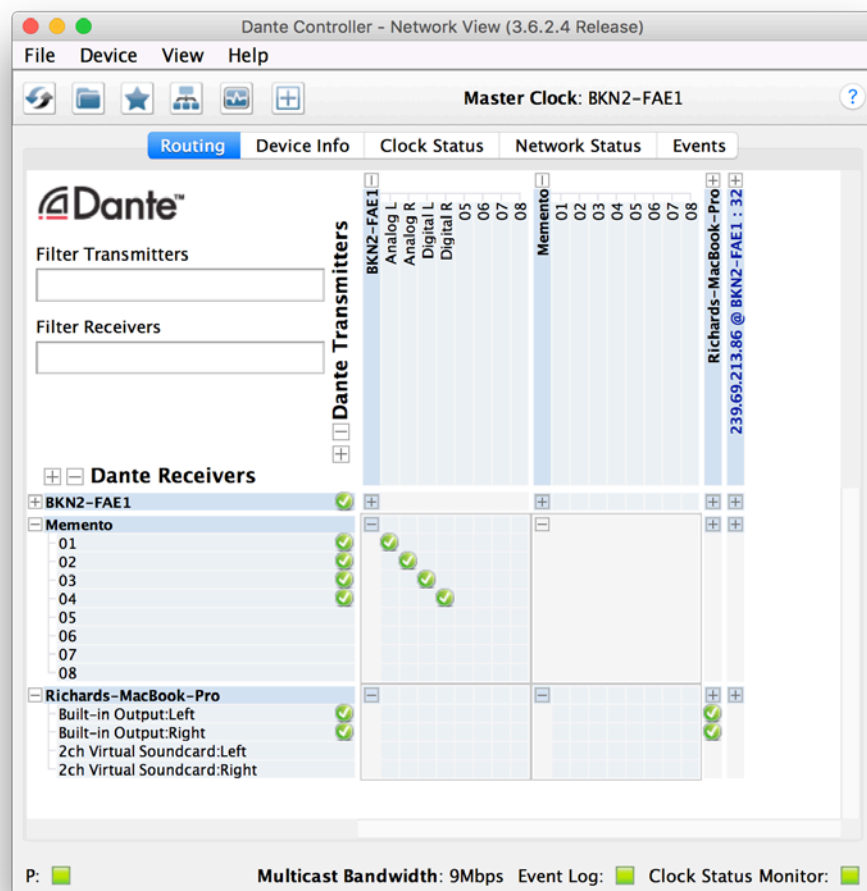 Dante Controller - Network View (3.6.2.4 Release)
File Device View Help
Master Clock: BKN2-FAE1
?
Routing Device Info Clock Status Network Status Events
Dante™
Filter Transmitters
Filter Receivers
Dante Transmitters
BKN2-FAE1
Analog L
Analog R
Digital L
Digital R
05
06
07
08
Memento
01
02
03
04
05
06
07
08
Richards-MacBook-Pro
239.69.213.86 @ BKN2-FAE1 : 32
Dante Receivers
BKN2-FAE1
Memento
01
02
03
04
05
06
07
08
Richards-MacBook-Pro
Built-in Output:Left
Built-in Output:Right
2ch Virtual Soundcard:Left
2ch Virtual Soundcard:Right
P: Multicast Bandwidth: 9Mbps Event Log: Clock Status Monitor: